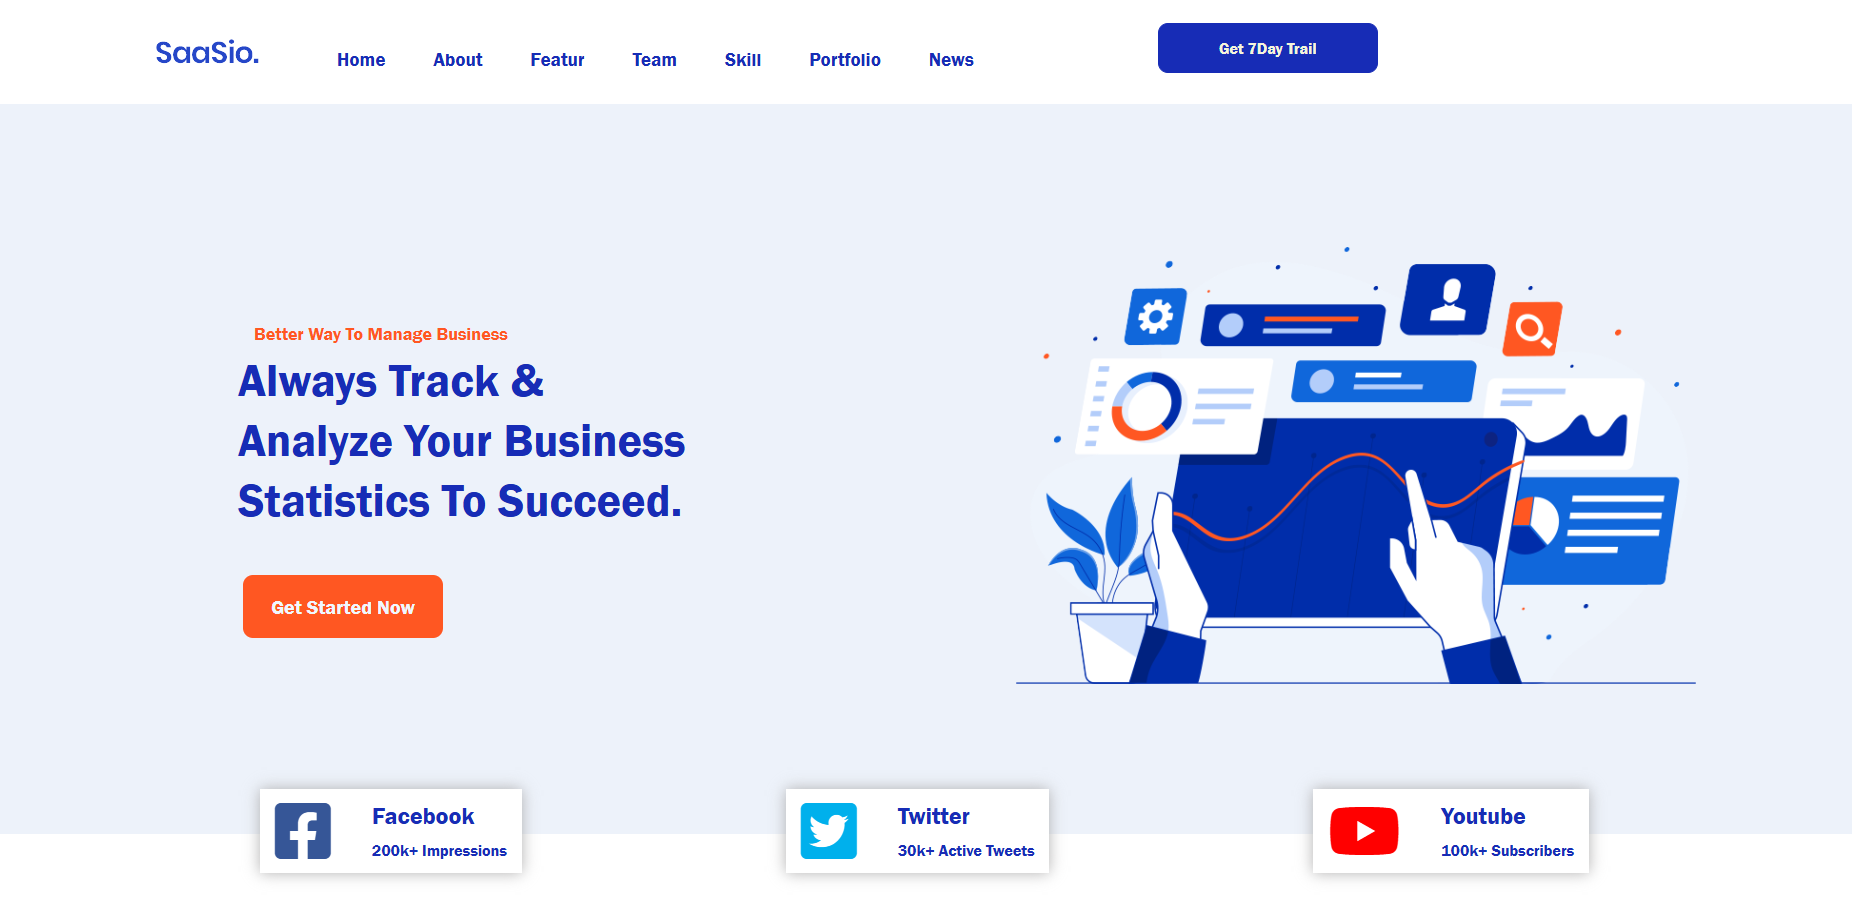 SaaSio.
Home About Featur Team Skill Portfolio News
Get 7Day Trail
Better Way To Manage Business
Always Track &
Analyze Your Business
Statistics To Succeed.
Get Started Now
Facebook
200k+ Impressions
Twitter
30k+ Active Tweets
Youtube
100k+ Subscribers